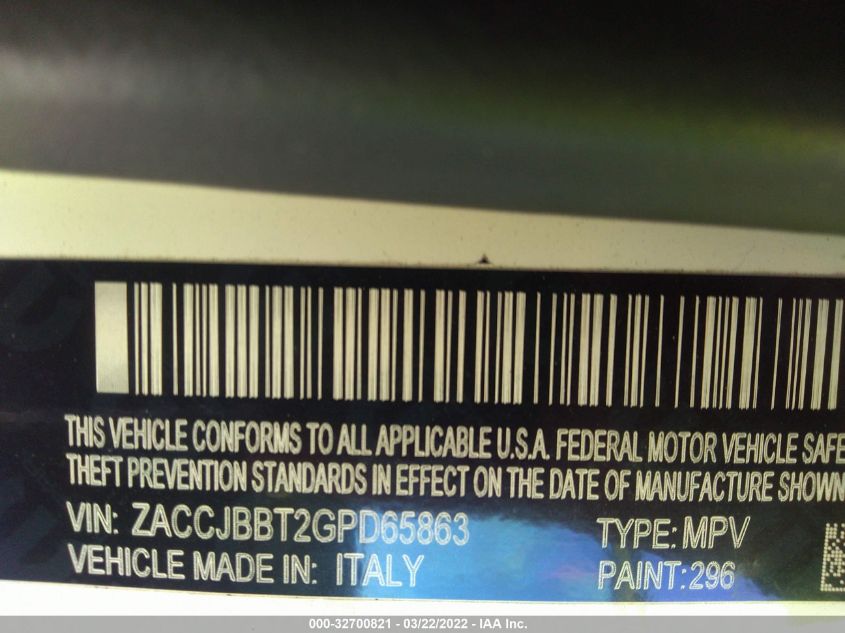 THIS VEHICLE CONFORMS TO ALL APPLICABLE U.S.A. FEDERAL MOTOR VEHICLE SAFE
THEFT PREVENTION STANDARDS IN EFFECT ON THE DATE OF MANUFACTURE SHOWN
VIN: ZACCJBBT2GPD65863 TYPE: MPV
VEHICLE MADE IN: ITALY PAINT: 296
000-32700821 - 03/22/2022 - IAA Inc.